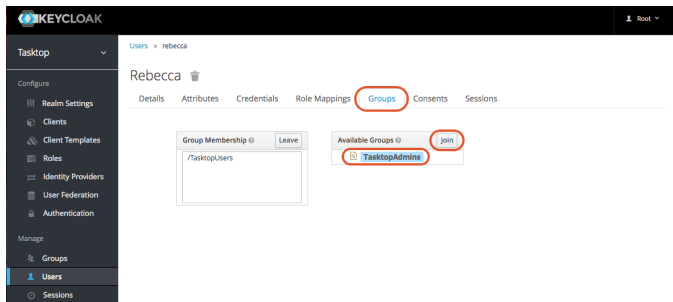 KEYCLOAK
Root
Tasktop
Users » rebecca
Rebecca
Configure
Details Attributes Credentials Role Mappings Groups Consents Sessions
Realm Settings
Clients
Client Templates
Roles
Identity Providers
User Federation
Authentication
Group Membership Leave
/TasktopUsers
Available Groups Join
TasktopAdmins
Manage
Groups
Users
Sessions